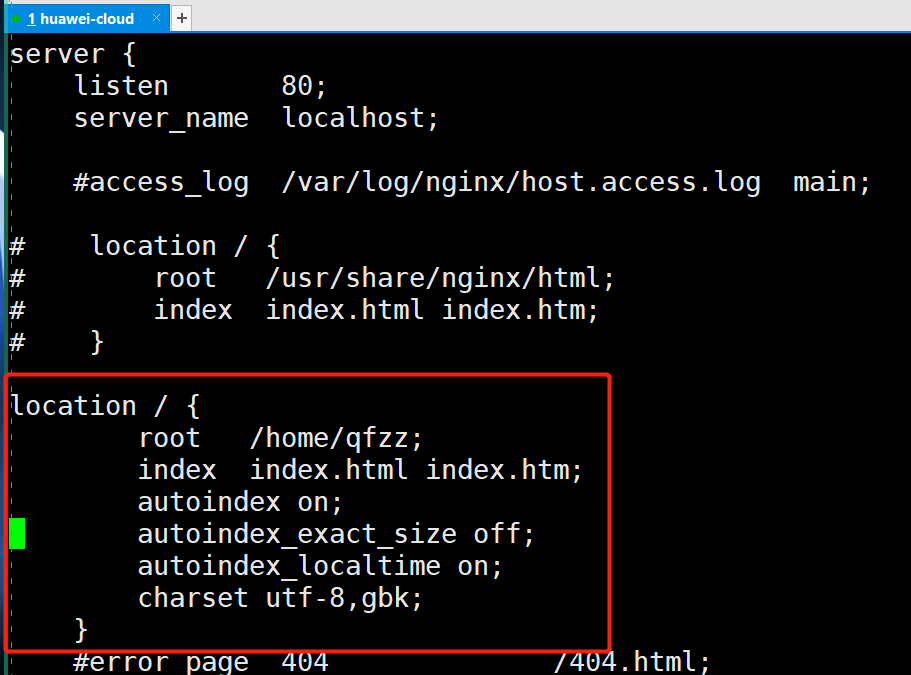 1 huawei-cloud × +
server {
    listen       80;
    server_name  localhost;

    #access_log  /var/log/nginx/host.access.log  main;

#    location / {
#        root   /usr/share/nginx/html;
#        index  index.html index.htm;
#    }

location / {
        root   /home/qfzz;
        index  index.html index.htm;
        autoindex on;
        autoindex_exact_size off;
        autoindex_localtime on;
        charset utf-8,gbk;
    }
    #error_page  404              /404.html;